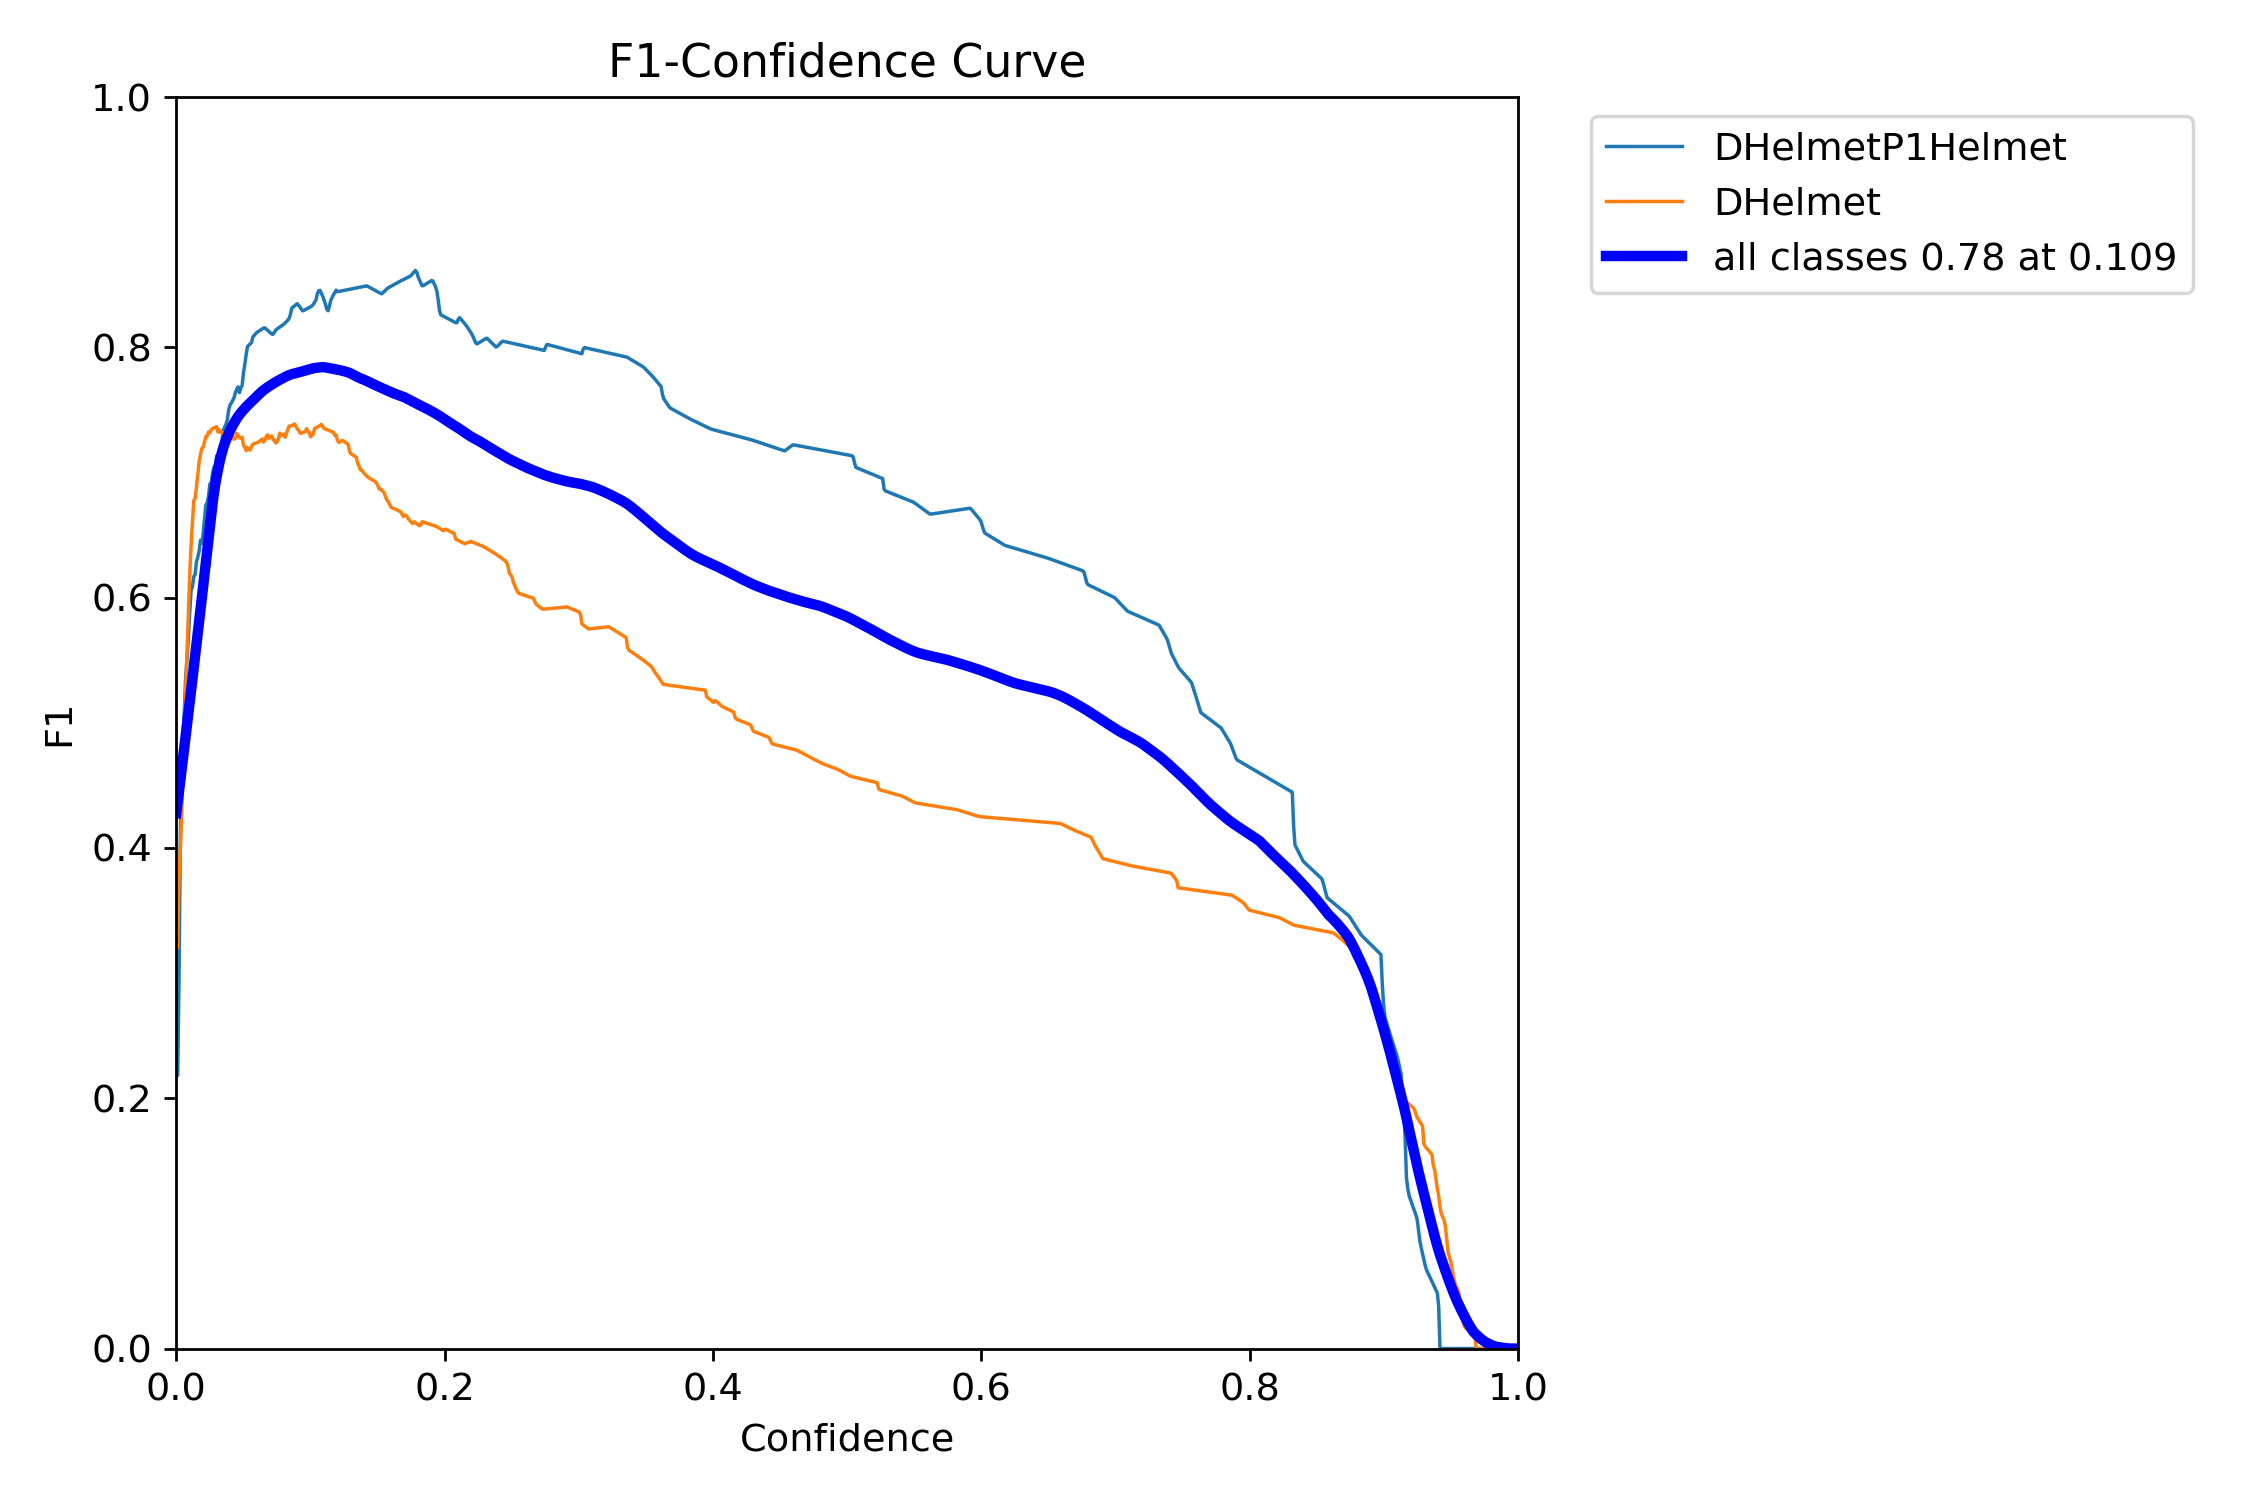 F1-Confidence Curve
1.0
0.8
0.6
0.4
0.2
0.0
F1
0.0 0.2 0.4 0.6 0.8 1.0
Confidence
DHelmetP1Helmet
DHelmet
all classes 0.78 at 0.109